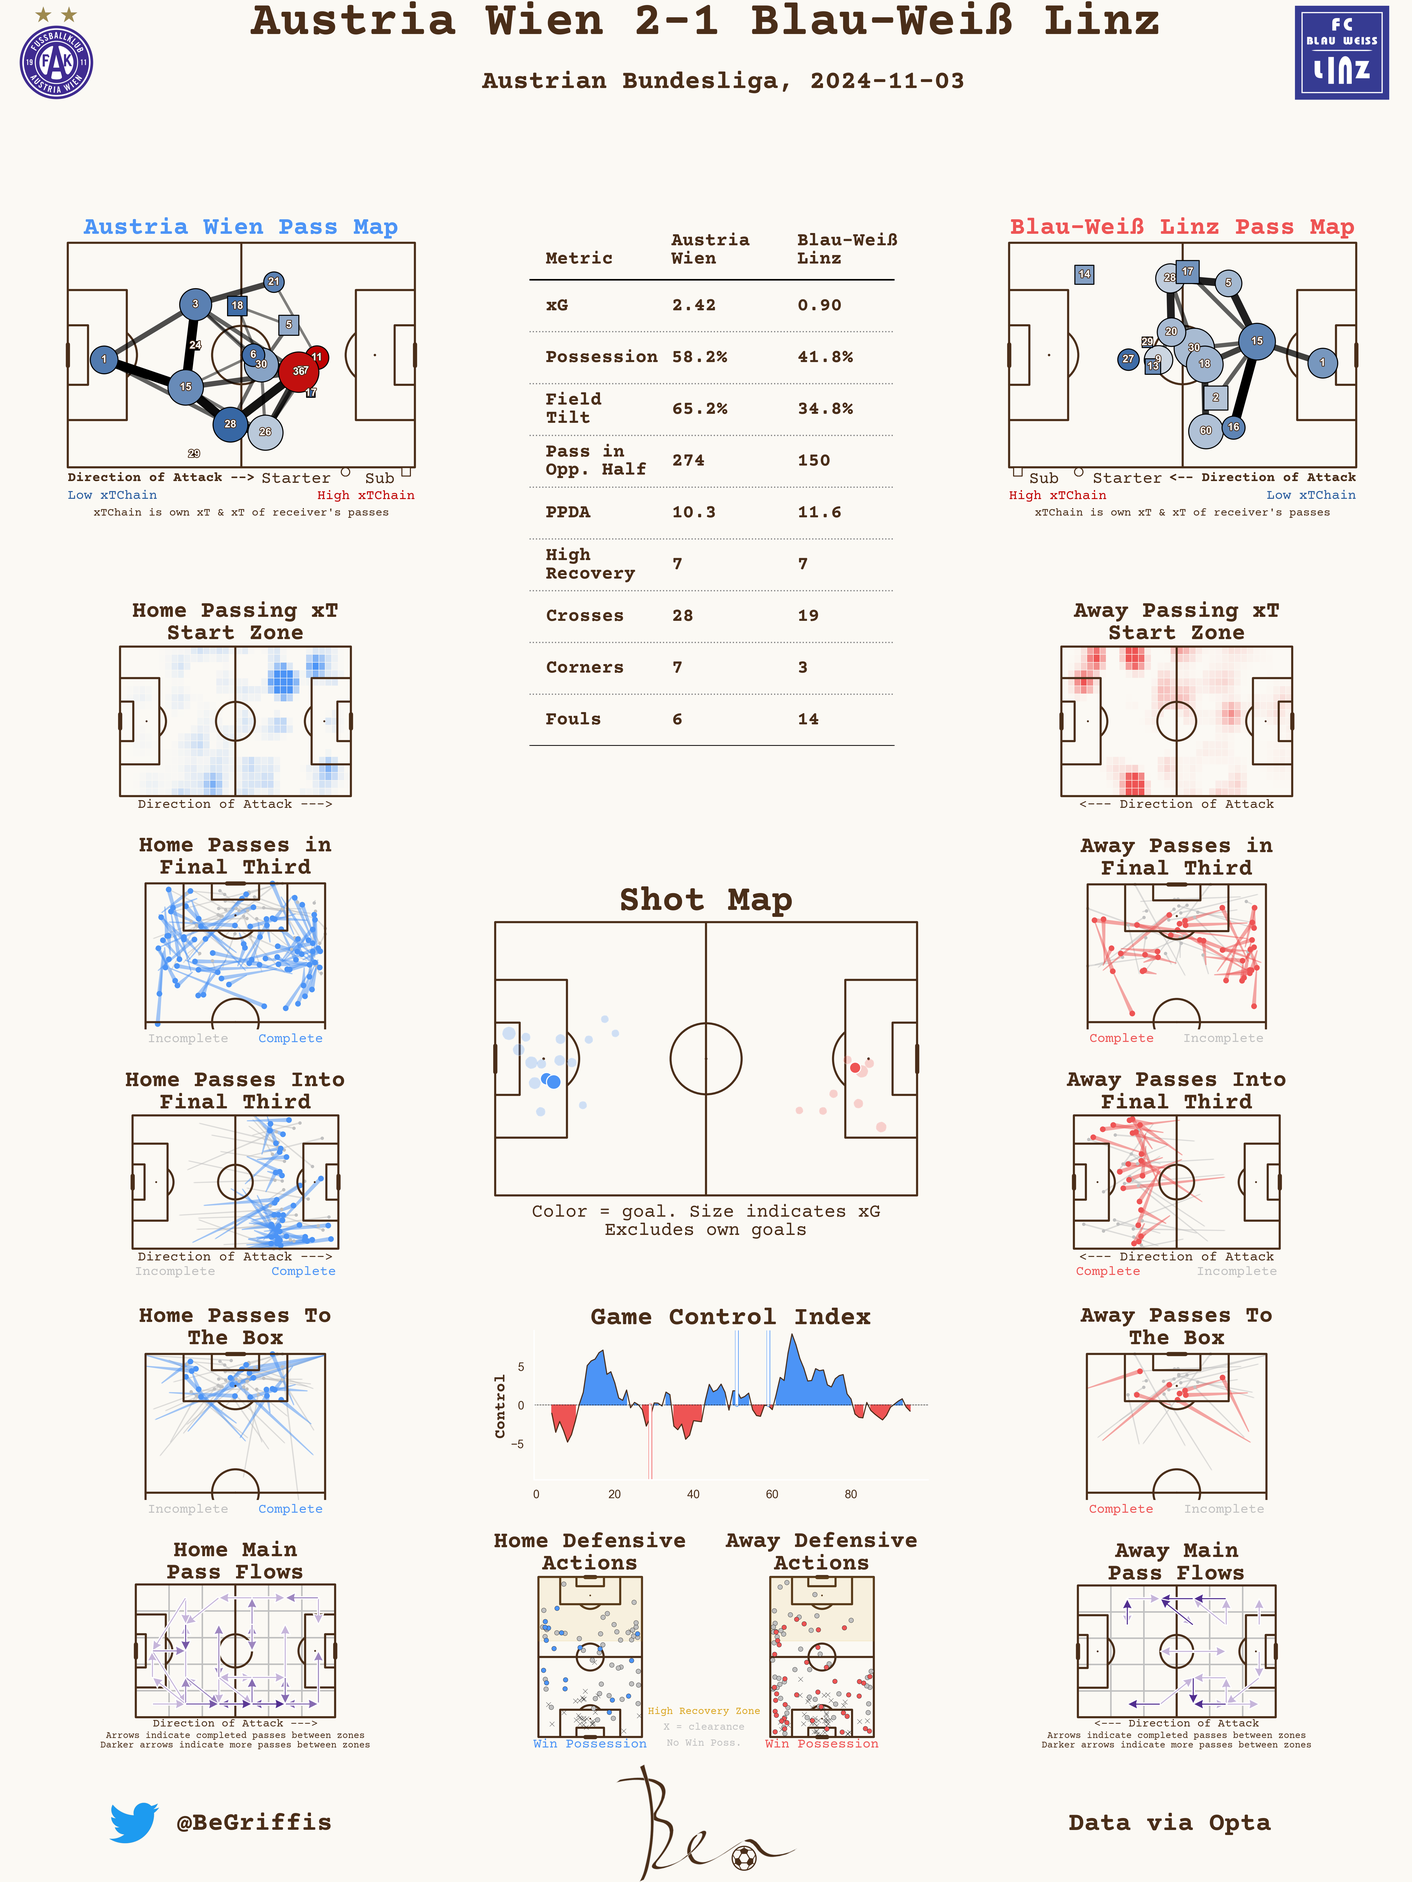 Austria Wien 2-1 Blau-Weiß Linz
Austrian Bundesliga, 2024-11-03
FUSSBALLKLUB
19 FAK 11
AUSTRIA WIEN
FC
BLAU WEISS
LINZ
Austria Wien Pass Map
21
3
18
5
24
1
6
30
11
36
17
15
28
26
29
Direction of Attack --> Starter Sub
Low xTChain High xTChain
xTChain is own xT & xT of receiver's passes
Metric Austria Wien Blau-Weiß Linz
xG 2.42 0.90
Possession 58.2% 41.8%
Field Tilt 65.2% 34.8%
Pass in Opp. Half 274 150
PPDA 10.3 11.6
High Recovery 7 7
Crosses 28 19
Corners 7 3
Fouls 6 14
Blau-Weiß Linz Pass Map
14
28
17
5
20
29
30
15
27
9
13
18
1
2
60
16
Sub Starter <-- Direction of Attack
High xTChain Low xTChain
xTChain is own xT & xT of receiver's passes
Home Passing xT
Start Zone
Direction of Attack --->
Away Passing xT
Start Zone
<--- Direction of Attack
Home Passes in
Final Third
Incomplete Complete
Away Passes in
Final Third
Complete Incomplete
Shot Map
Color = goal. Size indicates xG
Excludes own goals
Home Passes Into
Final Third
Direction of Attack --->
Incomplete Complete
Away Passes Into
Final Third
<--- Direction of Attack
Complete Incomplete
Home Passes To
The Box
Incomplete Complete
Game Control Index
Control
5
0
-5
0 20 40 60 80
Away Passes To
The Box
Complete Incomplete
Home Main
Pass Flows
Direction of Attack --->
Arrows indicate completed passes between zones
Darker arrows indicate more passes between zones
Home Defensive
Actions
Win Possession
Away Defensive
Actions
Win Possession
High Recovery Zone
X = clearance
No Win Poss.
Away Main
Pass Flows
<--- Direction of Attack
Arrows indicate completed passes between zones
Darker arrows indicate more passes between zones
@BeGriffis
Ben
Data via Opta